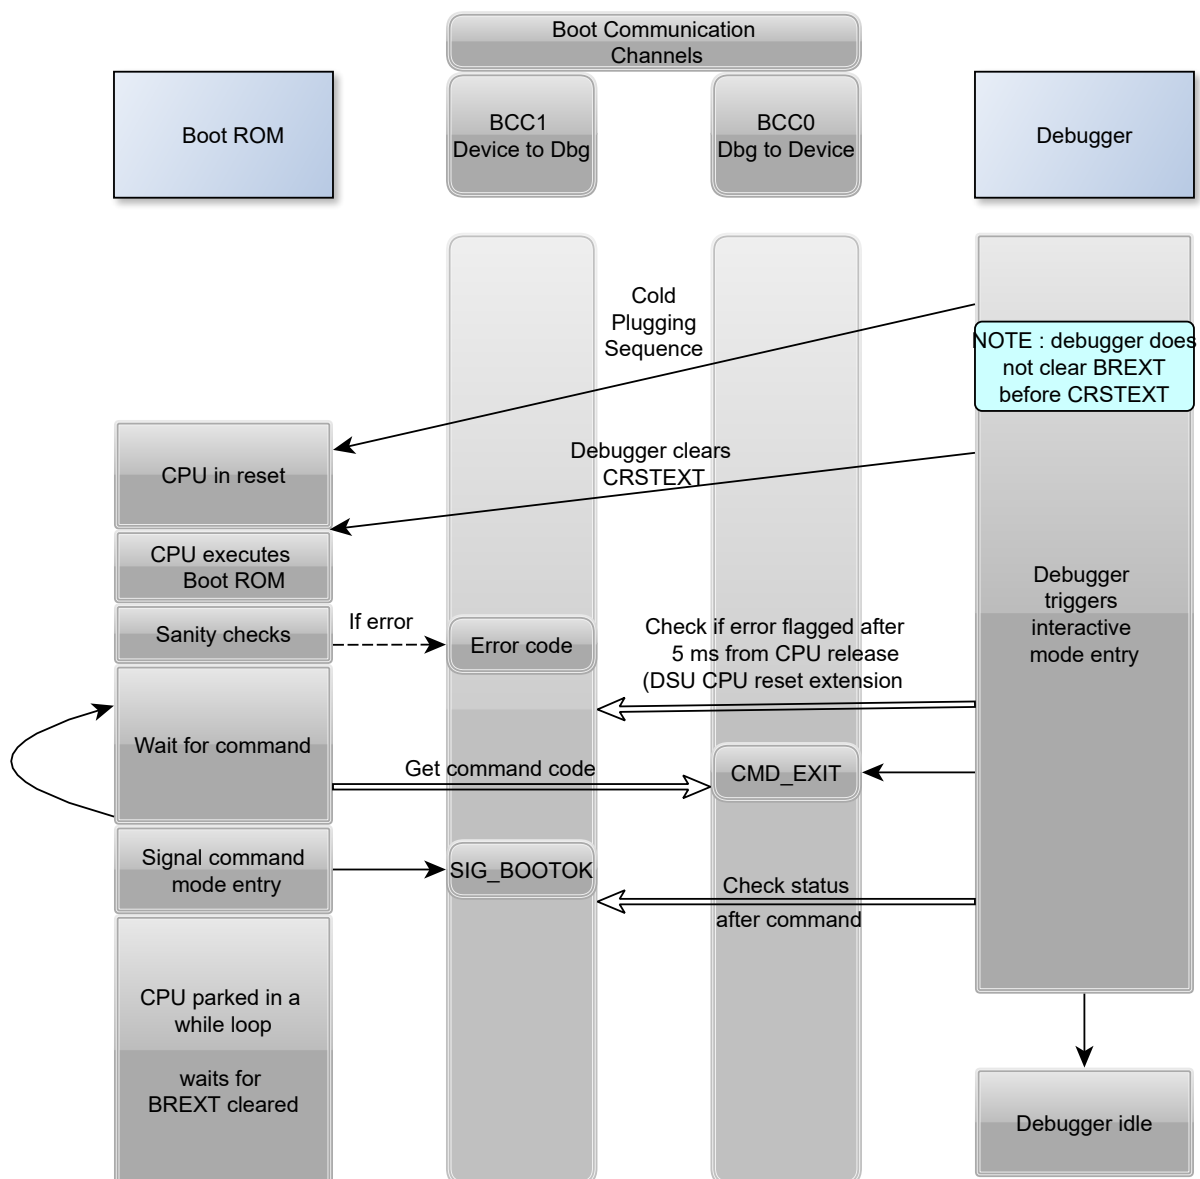 Boot Communication
Channels
Boot ROM
BCC1
Device to Dbg
BCC0
Dbg to Device
Debugger
Cold
Plugging
Sequence
NOTE : debugger does
not clear BREXT
before CRSTEXT
CPU in reset
Debugger clears
CRSTEXT
CPU executes
Boot ROM
Sanity checks
If error
Error code
Check if error flagged after
5 ms from CPU release
(DSU CPU reset extension
Debugger
triggers
interactive
mode entry
Wait for command
Get command code
CMD_EXIT
Signal command
mode entry
SIG_BOOTOK
Check status
after command
CPU parked in a
while loop
waits for
BREXT cleared
Debugger idle